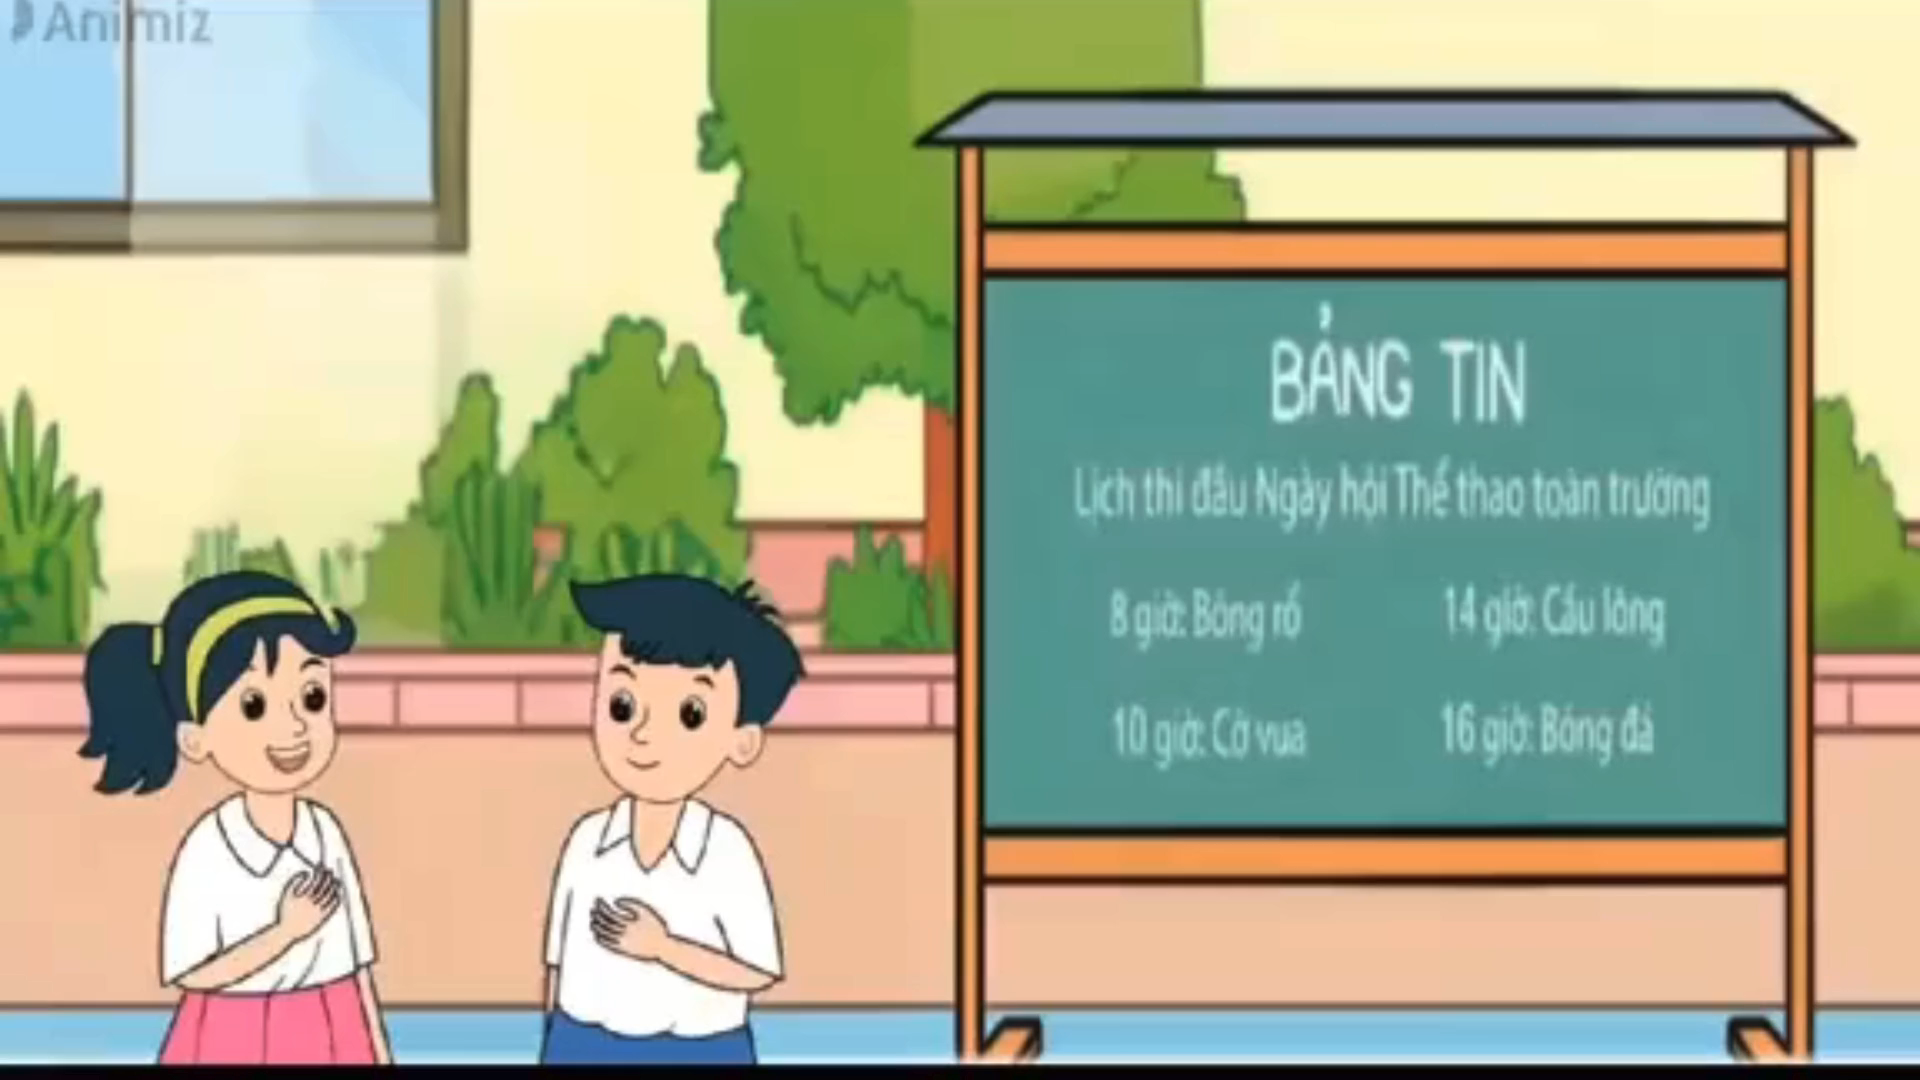 Animiz
BẢNG TIN
Lịch thi đấu Ngày hội Thể thao toàn trường
8 giờ: Bóng rổ
14 giờ: Cầu lông
10 giờ: Cờ vua
16 giờ: Bóng đá